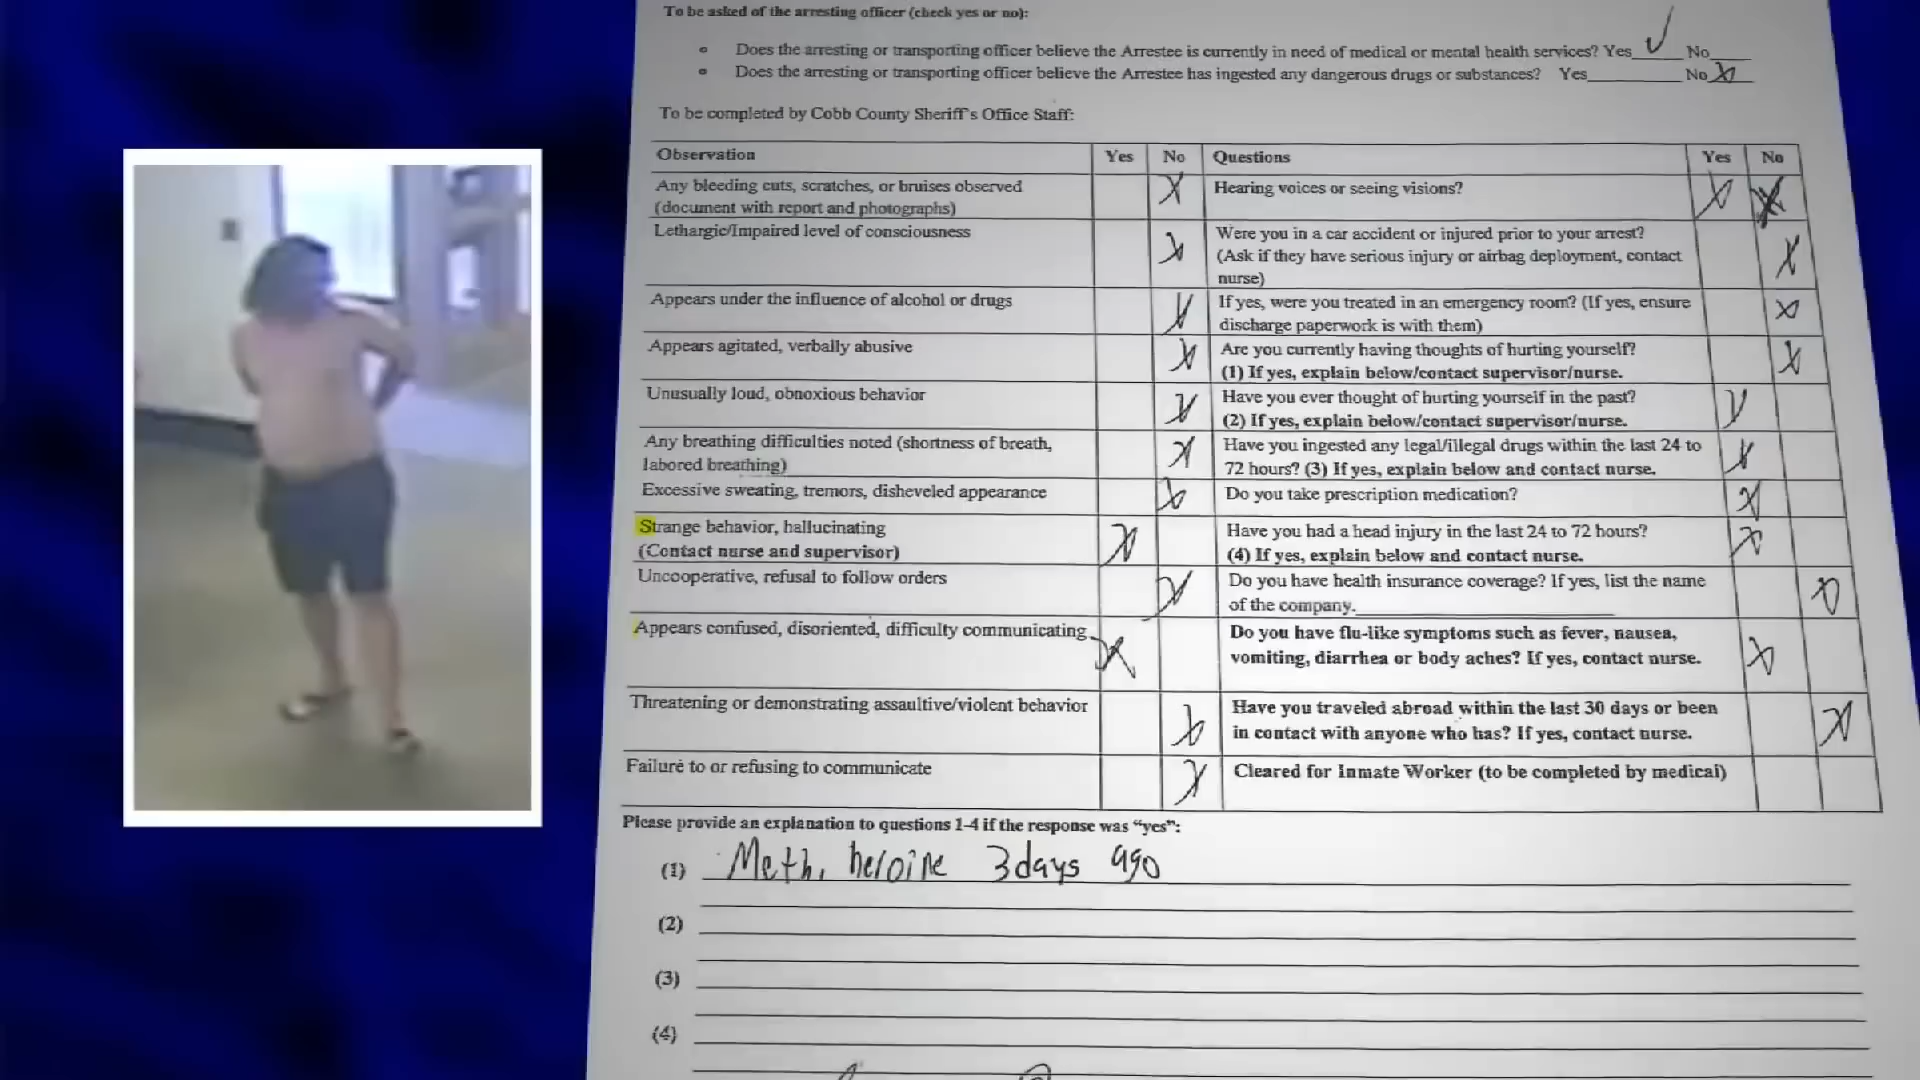 To be asked of the arresting officer (check yes or no):
Does the arresting or transporting officer believe the Arrestee is currently in need of medical or mental health services? Yes ✓ No
Does the arresting or transporting officer believe the Arrestee has ingested any dangerous drugs or substances? Yes No X
To be completed by Cobb County Sheriff's Office Staff:
Observation Yes No Questions Yes No
Any bleeding cuts, scratches, or bruises observed X
(document with report and photographs)
Hearing voices or seeing visions? X X
Lethargic/Impaired level of consciousness X
Were you in a car accident or injured prior to your arrest? X
(Ask if they have serious injury or airbag deployment, contact
nurse)
Appears under the influence of alcohol or drugs X
If yes, were you treated in an emergency room? (If yes, ensure X
discharge paperwork is with them)
Appears agitated, verbally abusive X
Are you currently having thoughts of hurting yourself? X
(1) If yes, explain below/contact supervisor/nurse.
Unusually loud, obnoxious behavior X
Have you ever thought of hurting yourself in the past? X
(2) If yes, explain below/contact supervisor/nurse.
Any breathing difficulties noted (shortness of breath, X
labored breathing)
Have you ingested any legal/illegal drugs within the last 24 to X
72 hours? (3) If yes, explain below and contact nurse.
Excessive sweating, tremors, disheveled appearance X
Do you take prescription medication? X
Strange behavior, hallucinating X
(Contact nurse and supervisor)
Have you had a head injury in the last 24 to 72 hours? X
(4) If yes, explain below and contact nurse.
Uncooperative, refusal to follow orders X
Do you have health insurance coverage? If yes, list the name X
of the company.
Appears confused, disoriented, difficulty communicating X
Do you have flu-like symptoms such as fever, nausea, X
vomiting, diarrhea or body aches? If yes, contact nurse.
Threatening or demonstrating assaultive/violent behavior X
Have you traveled abroad within the last 30 days or been X
in contact with anyone who has? If yes, contact nurse.
Failure to or refusing to communicate X
Cleared for Inmate Worker (to be completed by medical)
Please provide an explanation to questions 1-4 if the response was "yes":
(1) Meth, heroine 3days ago
(2)
(3)
(4)